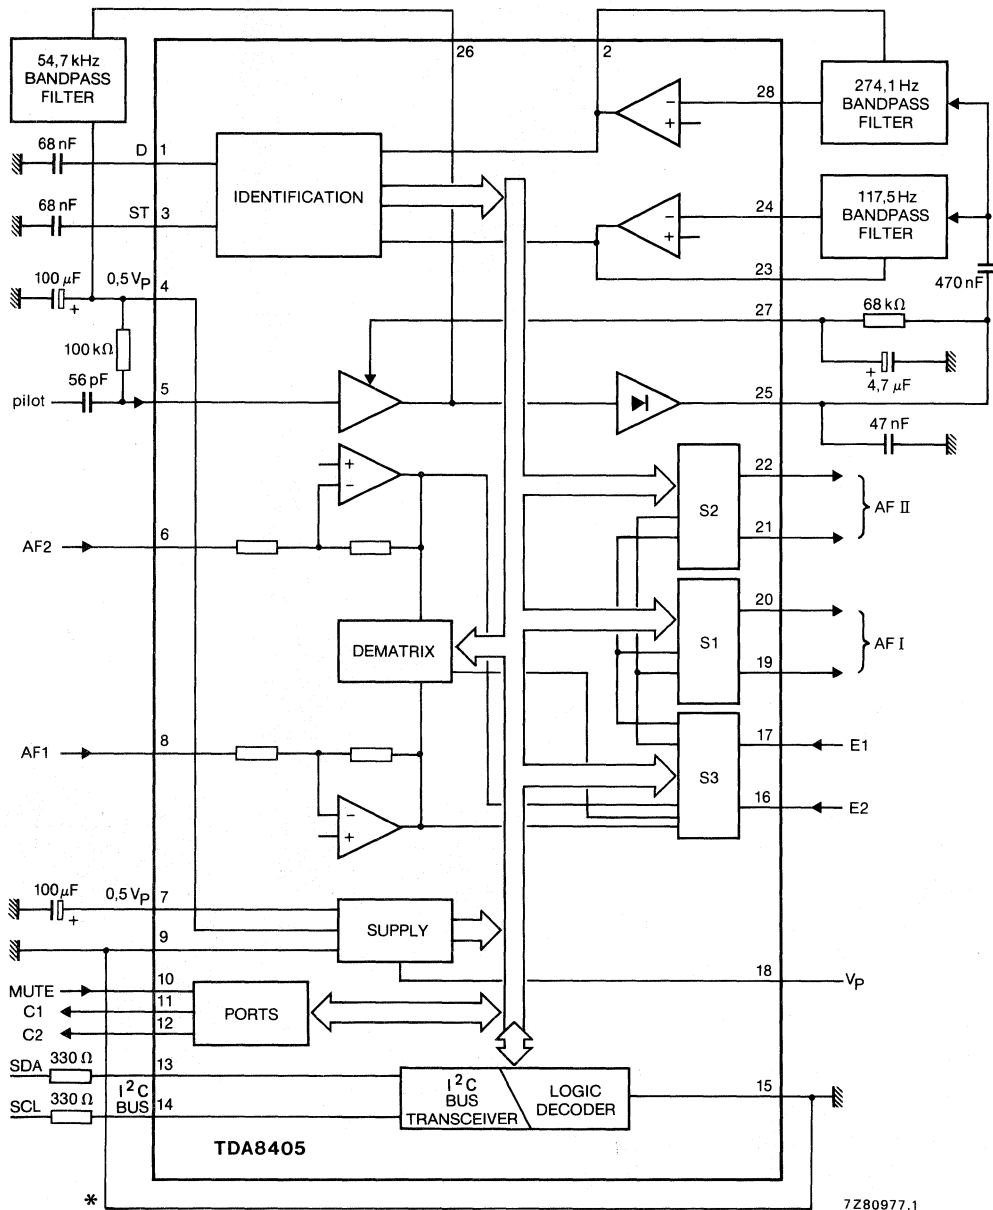 54,7 kHz
BANDPASS
FILTER
26
2
28
274,1 Hz
BANDPASS
FILTER
−
+
68 nF
D
1
IDENTIFICATION
68 nF
ST
3
24
117,5 Hz
BANDPASS
FILTER
−
+
23
470 nF
100 µF
+
0,5 VP
4
27
68 kΩ
100 kΩ
+
4,7 µF
56 pF
pilot
5
25
47 nF
+
−
22
S2
21
AF II
AF2
6
20
DEMATRIX
S1
AF I
19
AF1
8
17
E1
S3
16
E2
−
+
100 µF
+
0,5 VP
7
SUPPLY
9
18
VP
MUTE
10
C1
11
PORTS
C2
12
SDA
330 Ω
13
SCL
330 Ω
I2C
BUS
14
I2C
BUS
TRANSCEIVER
LOGIC
DECODER
15
TDA8405
*
7Z80977.1